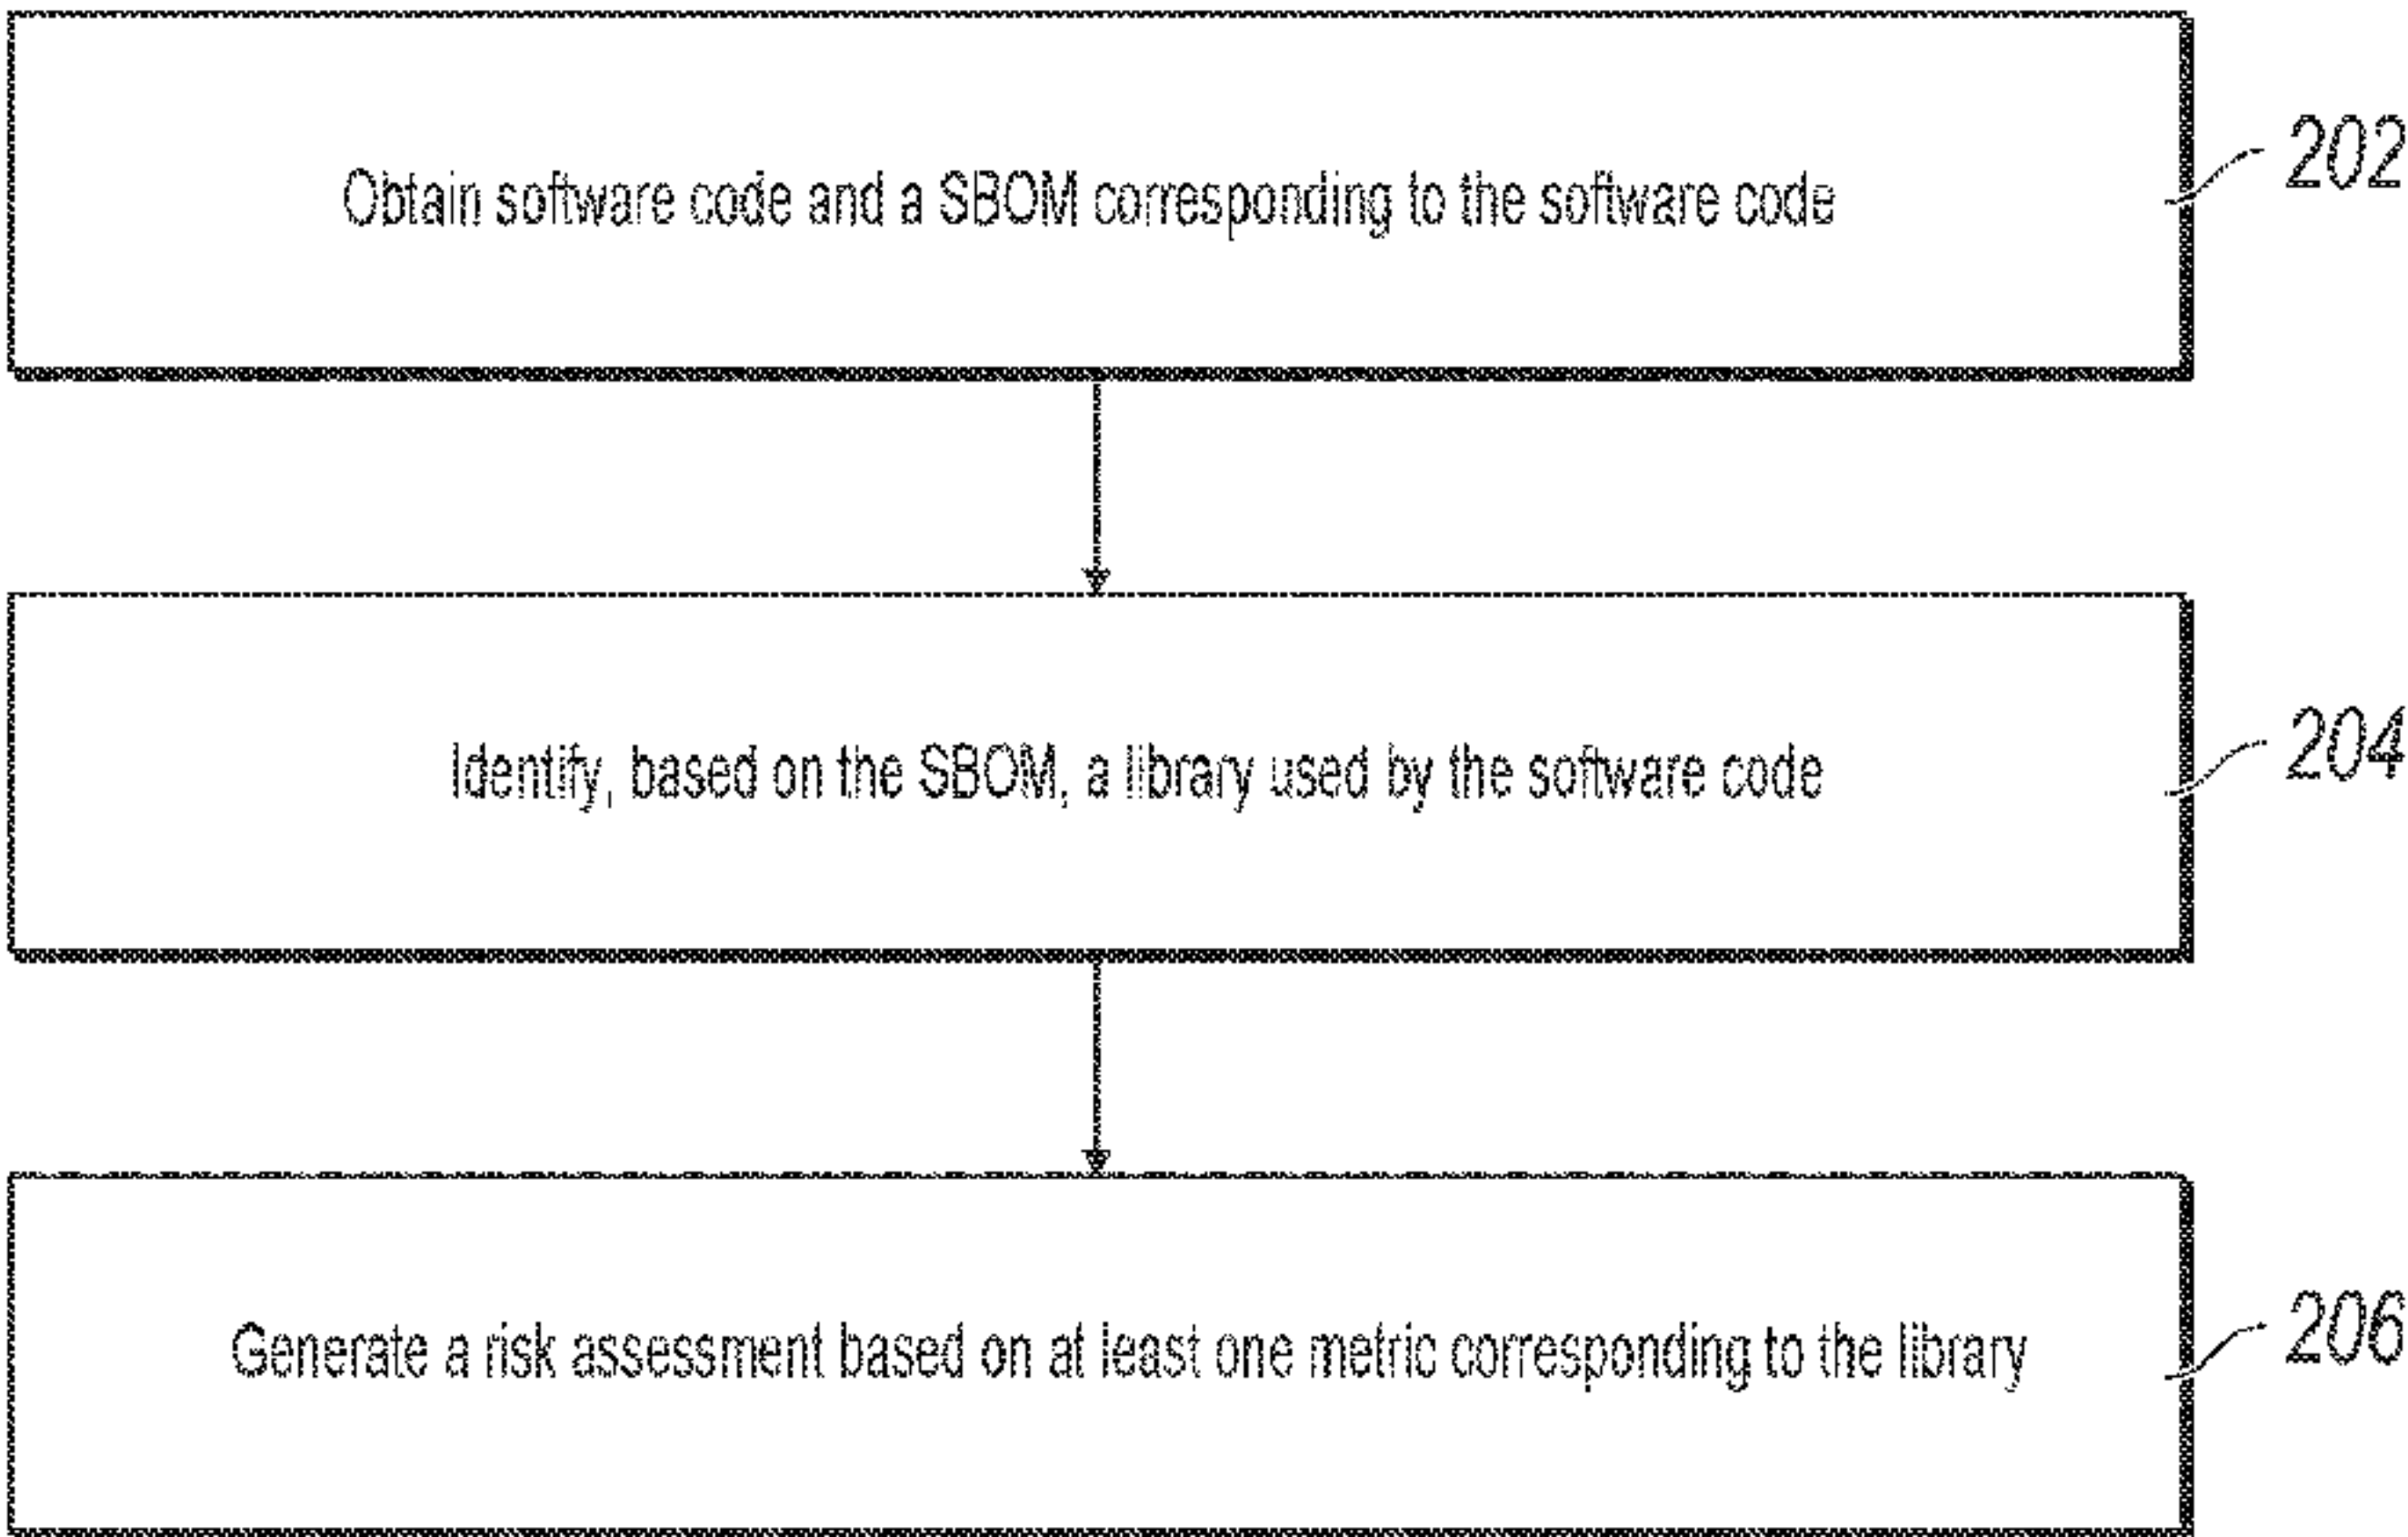 Obtain software code and a SBOM corresponding to the software code
202
Identify, based on the SBOM, a library used by the software code
204
Generate a risk assessment based on at least one metric corresponding to the library
206